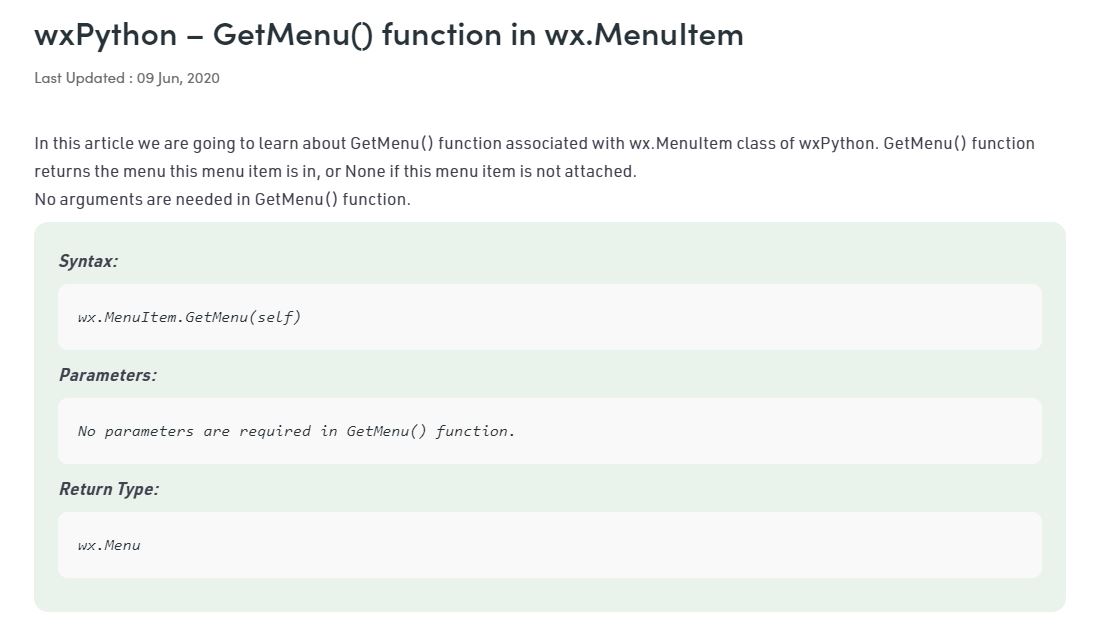 wxPython – GetMenu() function in wx.MenuItem
Last Updated : 09 Jun, 2020
In this article we are going to learn about GetMenu() function associated with wx.MenuItem class of wxPython. GetMenu() function
returns the menu this menu item is in, or None if this menu item is not attached.
No arguments are needed in GetMenu() function.
Syntax:
wx.MenuItem.GetMenu(self)
Parameters:
No parameters are required in GetMenu() function.
Return Type:
wx.Menu